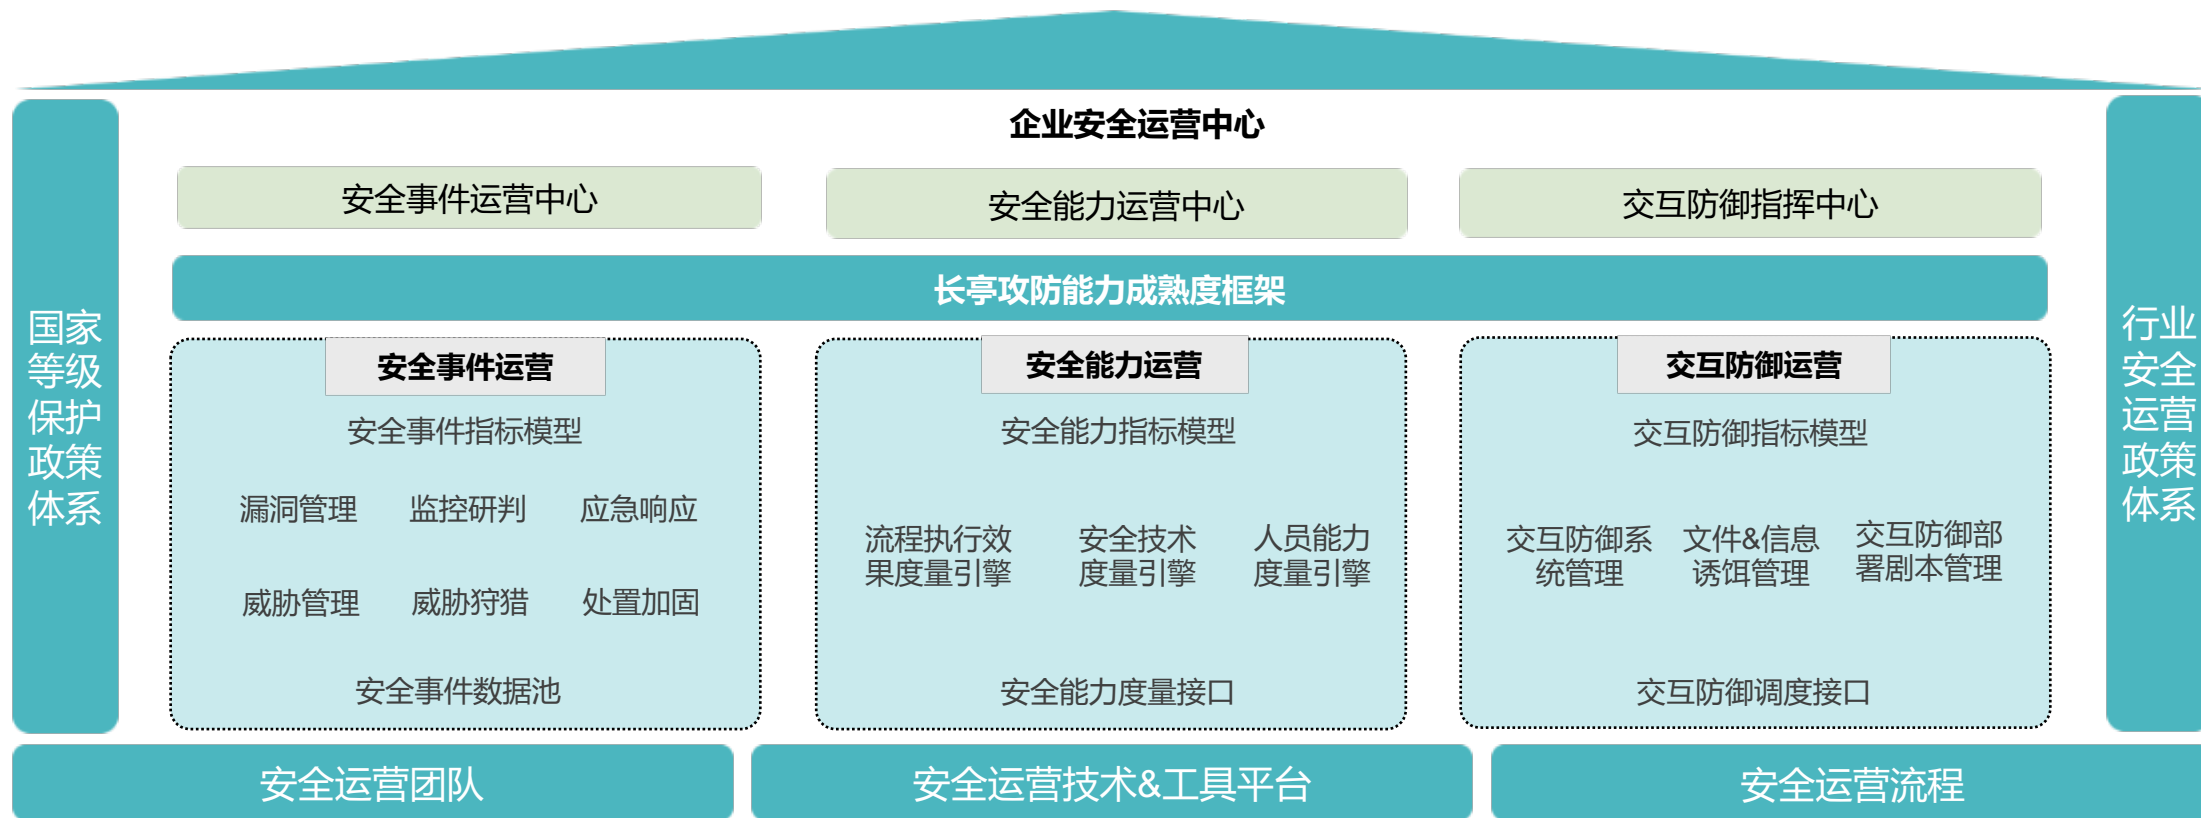 企业安全运营中心
安全事件运营中心
安全能力运营中心
交互防御指挥中心
长亭攻防能力成熟度框架
国家
等级
保护
政策
体系
安全事件运营
安全事件指标模型
漏洞管理 监控研判 应急响应
威胁管理 威胁狩猎 处置加固
安全事件数据池
安全能力运营
安全能力指标模型
流程执行效
果度量引擎
安全技术
度量引擎
人员能力
度量引擎
安全能力度量接口
交互防御运营
交互防御指标模型
交互防御系
统管理
文件&信息
诱饵管理
交互防御部
署剧本管理
交互防御调度接口
行业
安全
运营
政策
体系
安全运营团队
安全运营技术&工具平台
安全运营流程